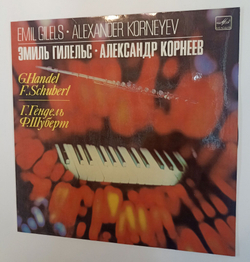 EMIL GILELS • ALEXANDER KORNEYEV
ЭМИЛЬ ГИЛЕЛЬС • АЛЕКСАНДР КОРНЕЕВ
G.Handel
F.Schubert
Г.Гендель
Ф.Шуберт